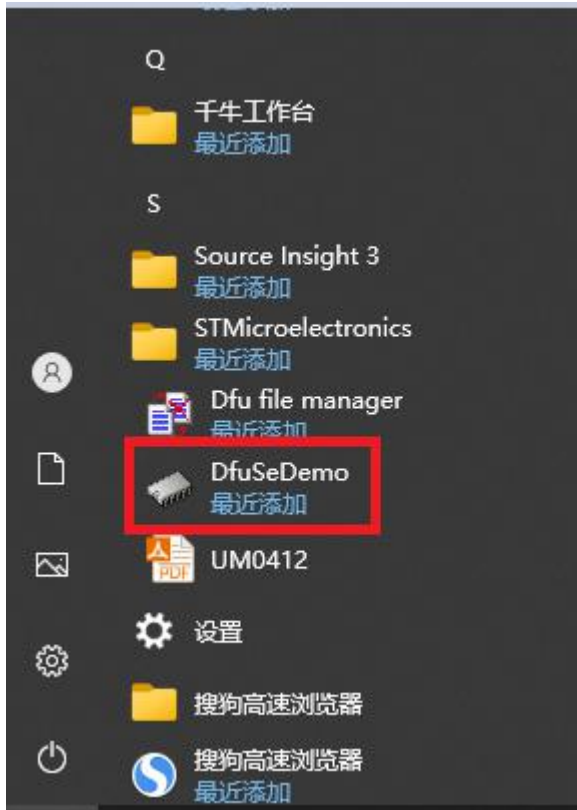 Q
千牛工作台
最近添加
S
Source Insight 3
最近添加
STMicroelectronics
最近添加
Dfu file manager
最近添加
DfuSeDemo
最近添加
PDF
UM0412
设置
搜狗高速浏览器
搜狗高速浏览器
最近添加